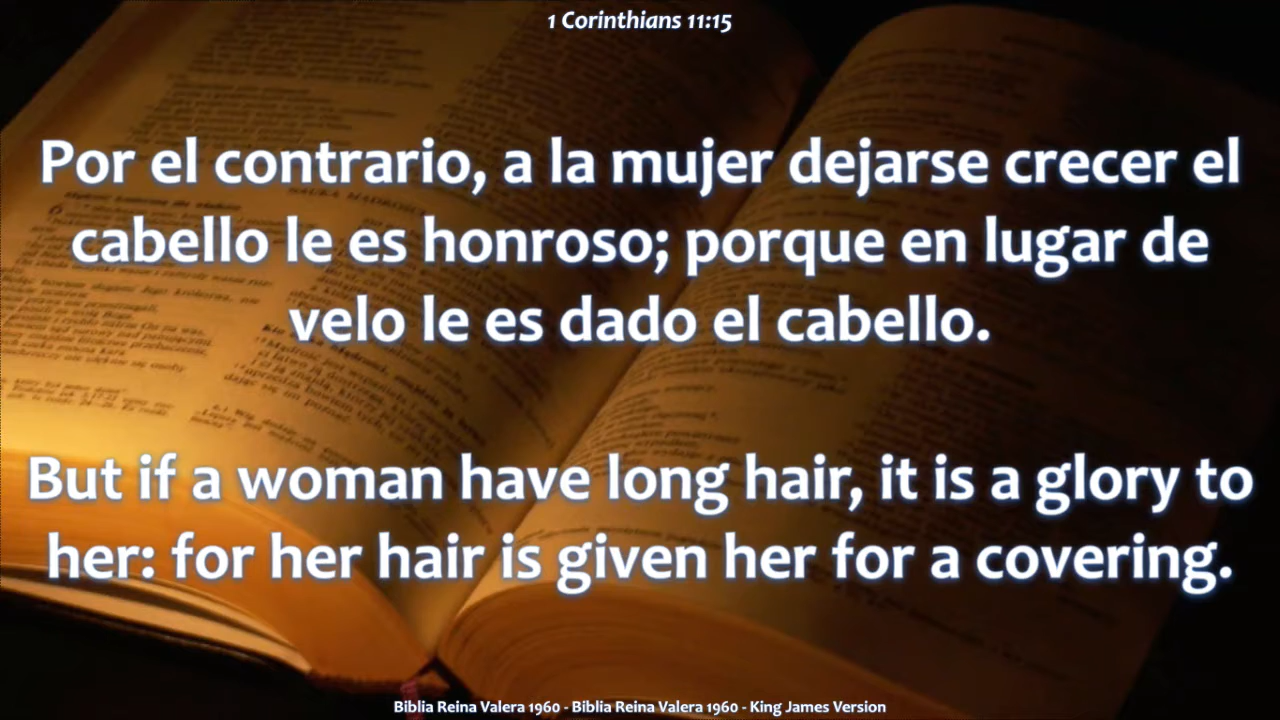 1 Corinthians 11:15
Por el contrario, a la mujer dejarse crecer el
cabello le es honroso; porque en lugar de
velo le es dado el cabello.
But if a woman have long hair, it is a glory to
her: for her hair is given her for a covering.
Biblia Reina Valera 1960 - Biblia Reina Valera 1960 - King James Version